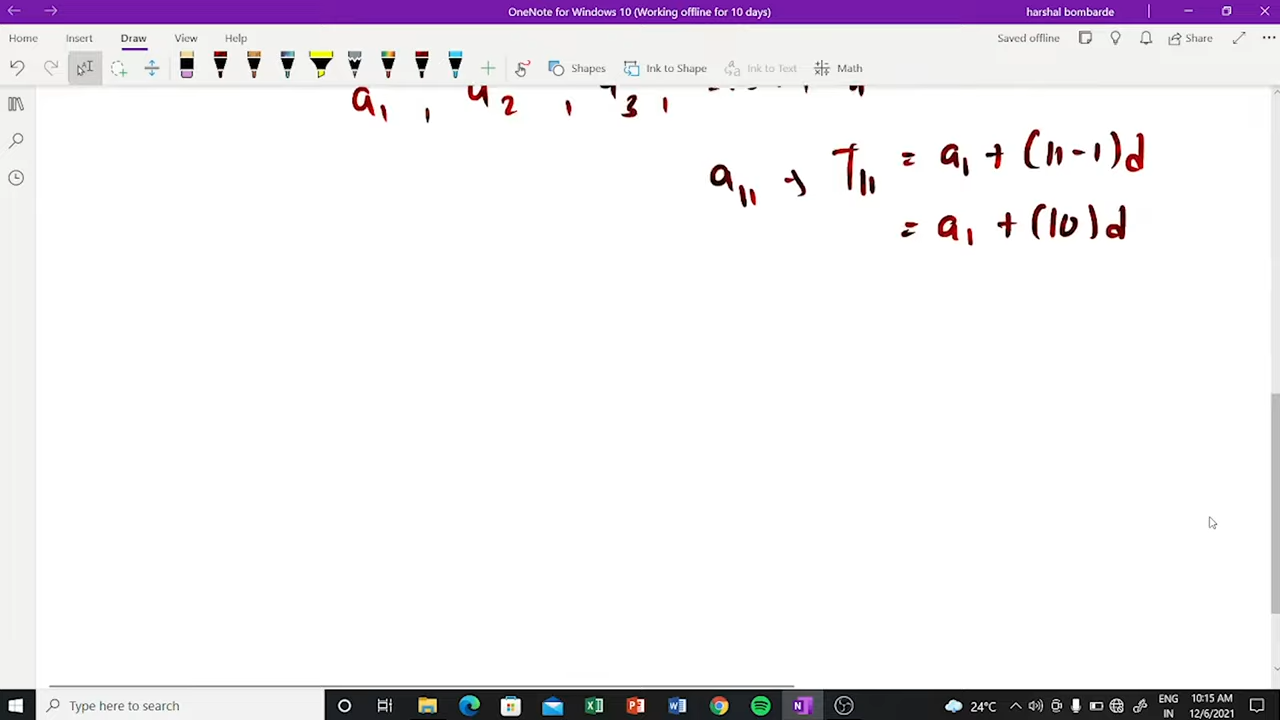 OneNote for Windows 10 (Working offline for 10 days)
harshal bombarde
Home Insert Draw View Help
Saved offline
Share
Shapes
Ink to Shape
Ink to Text
Math
a₁ , a₂ , a₃ ,
a₁₁ → T₁₁ = a₁ + (11-1)d
= a₁ + (10)d
Type here to search
24°C
ENG
IN
10:15 AM
12/6/2021